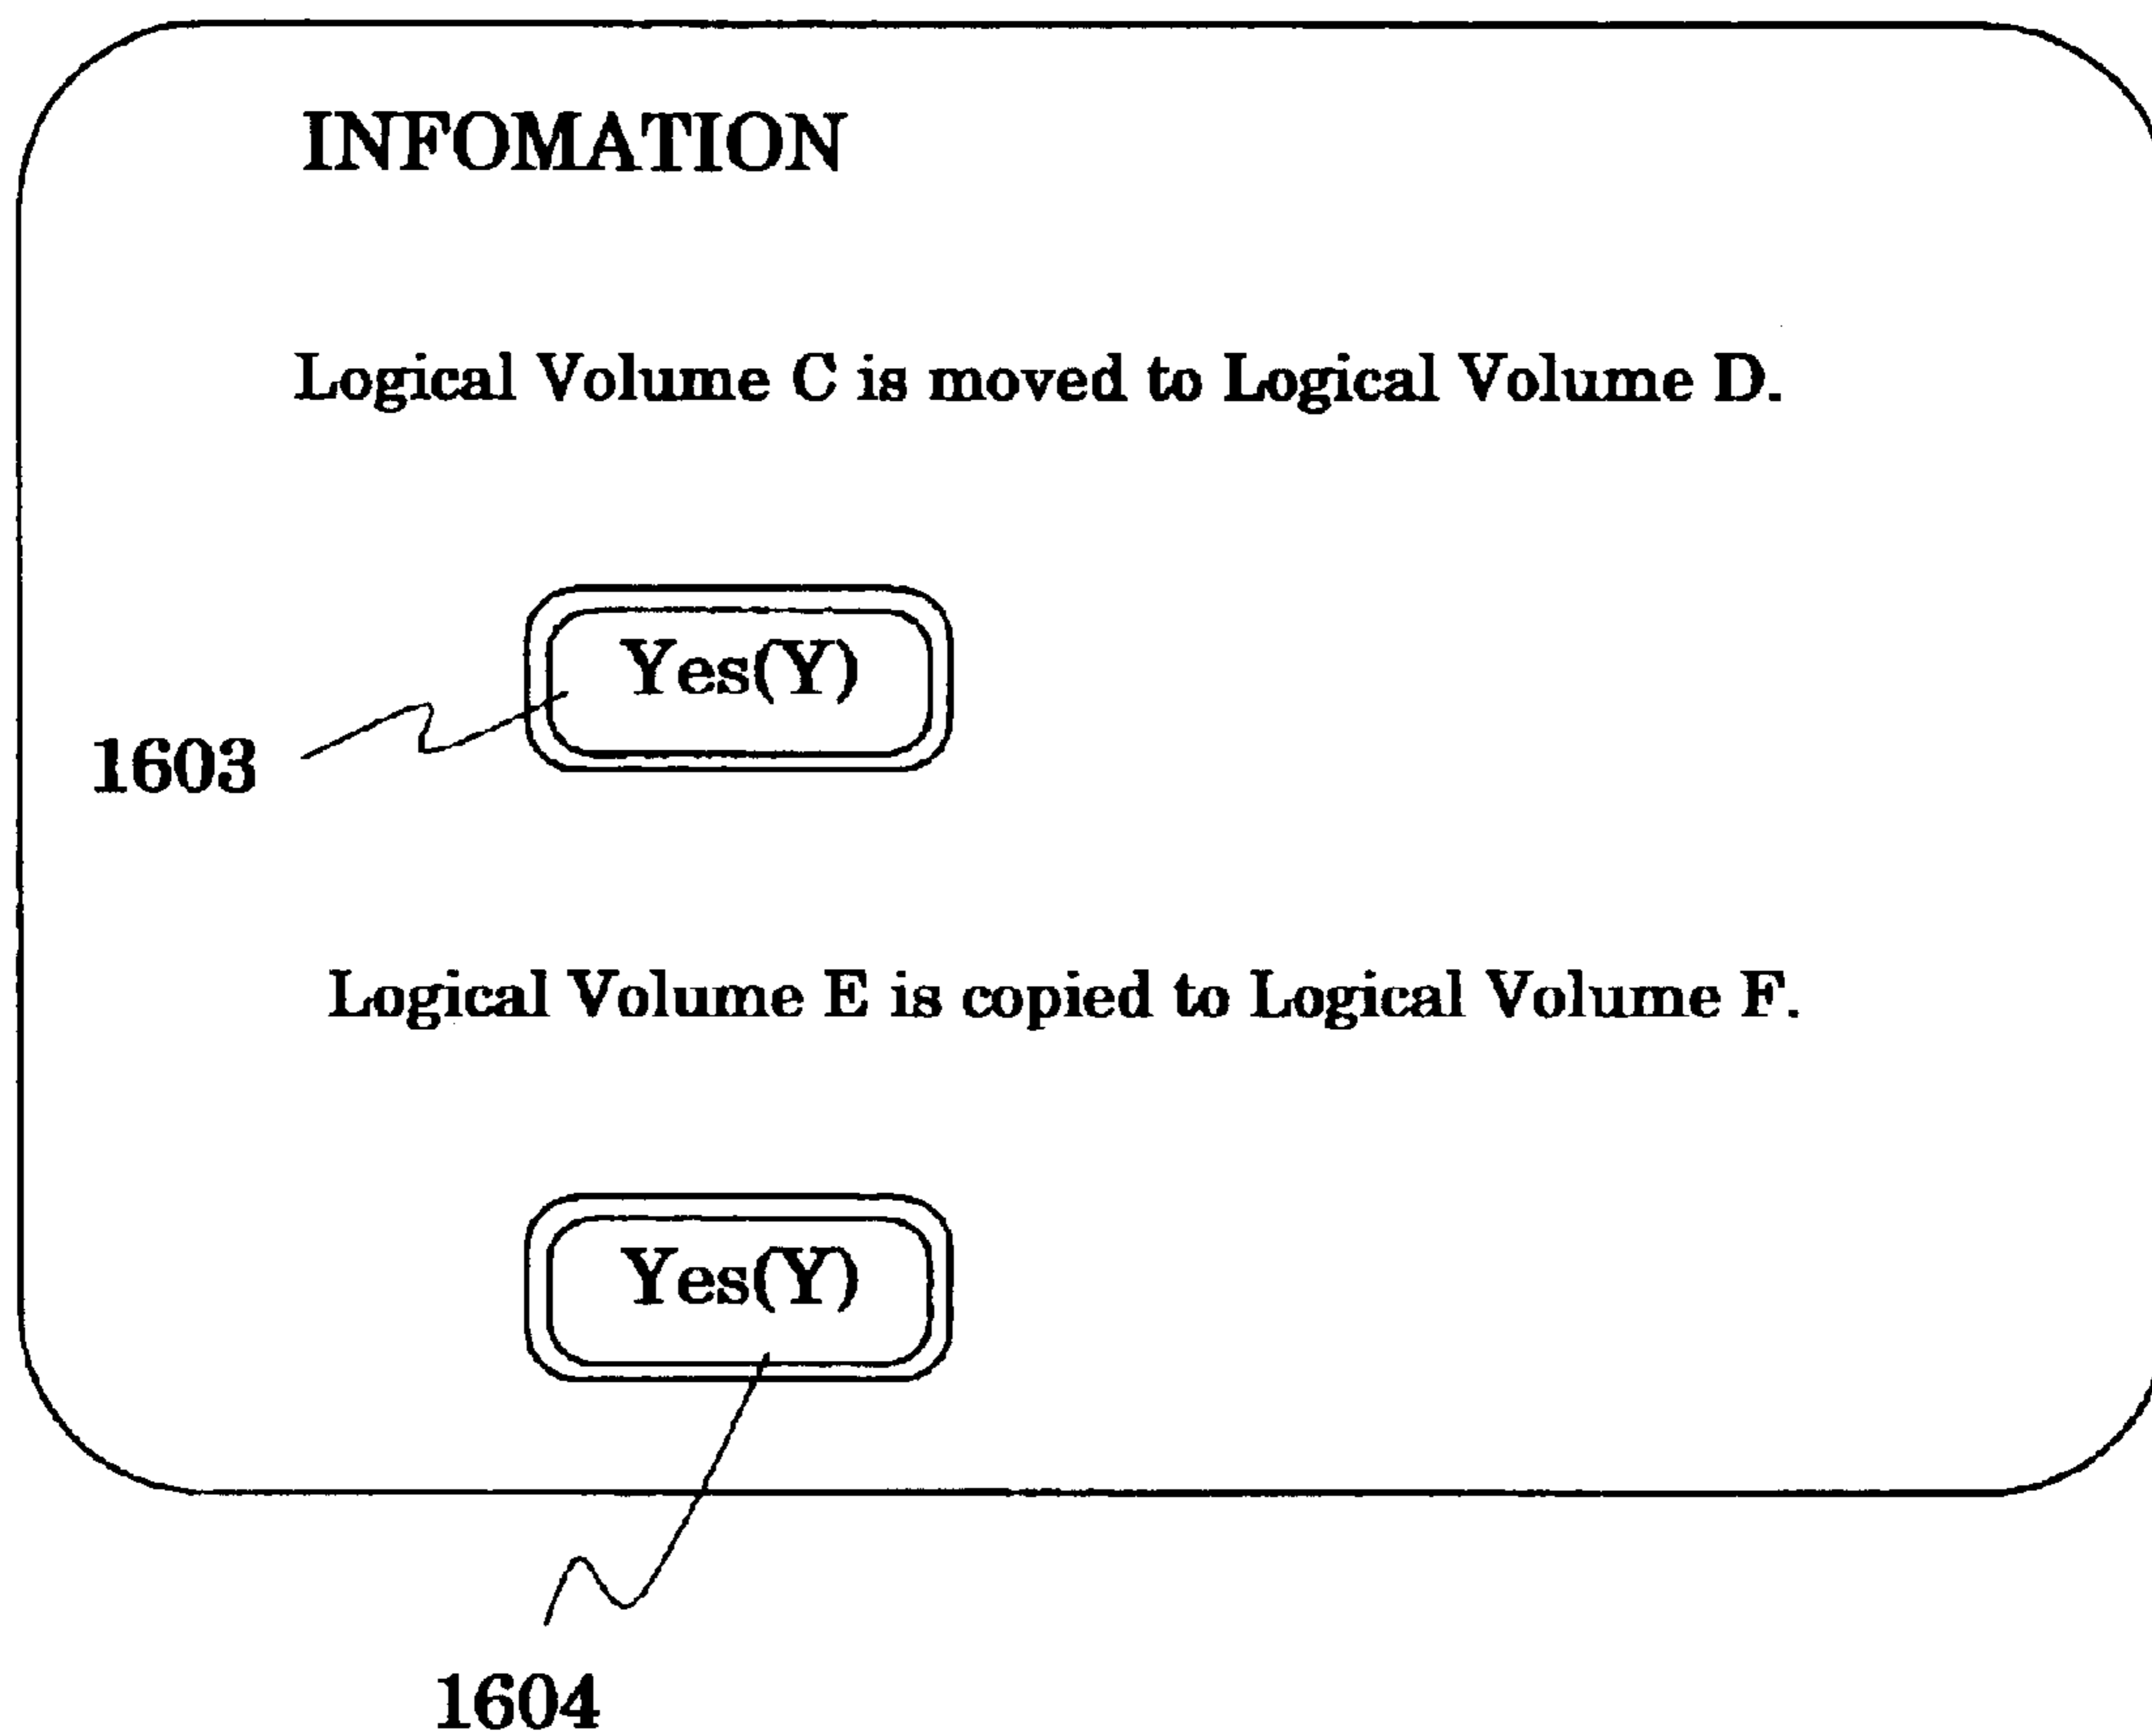 INFOMATION
Logical Volume C is moved to Logical Volume D.
Yes(Y)
1603
Logical Volume E is copied to Logical Volume F.
Yes(Y)
1604